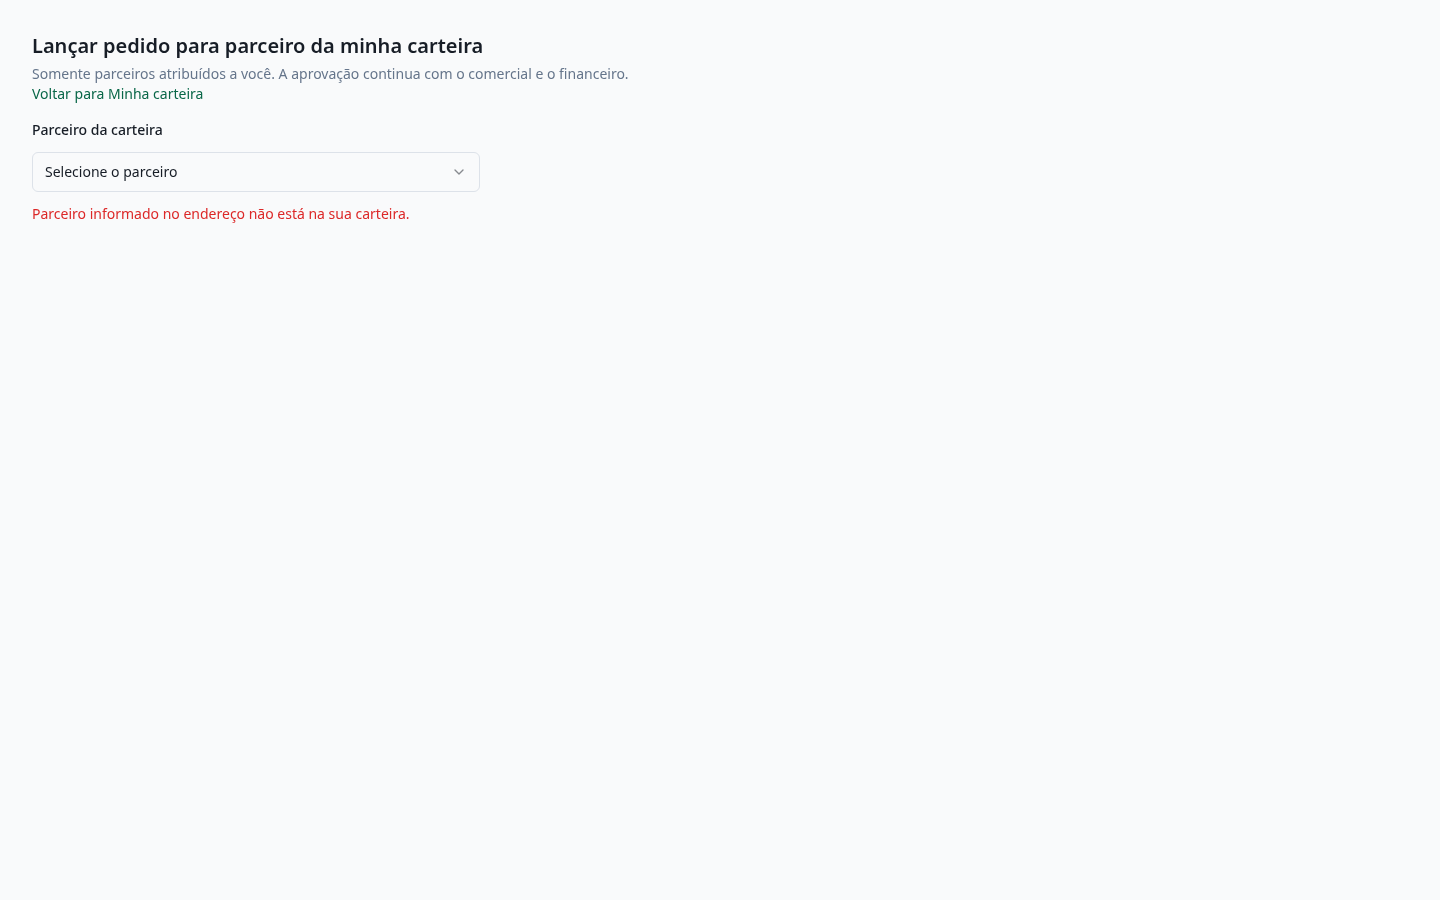 Lançar pedido para parceiro da minha carteira
Somente parceiros atribuídos a você. A aprovação continua com o comercial e o financeiro.
Voltar para Minha carteira
Parceiro da carteira
Selecione o parceiro
Parceiro informado no endereço não está na sua carteira.